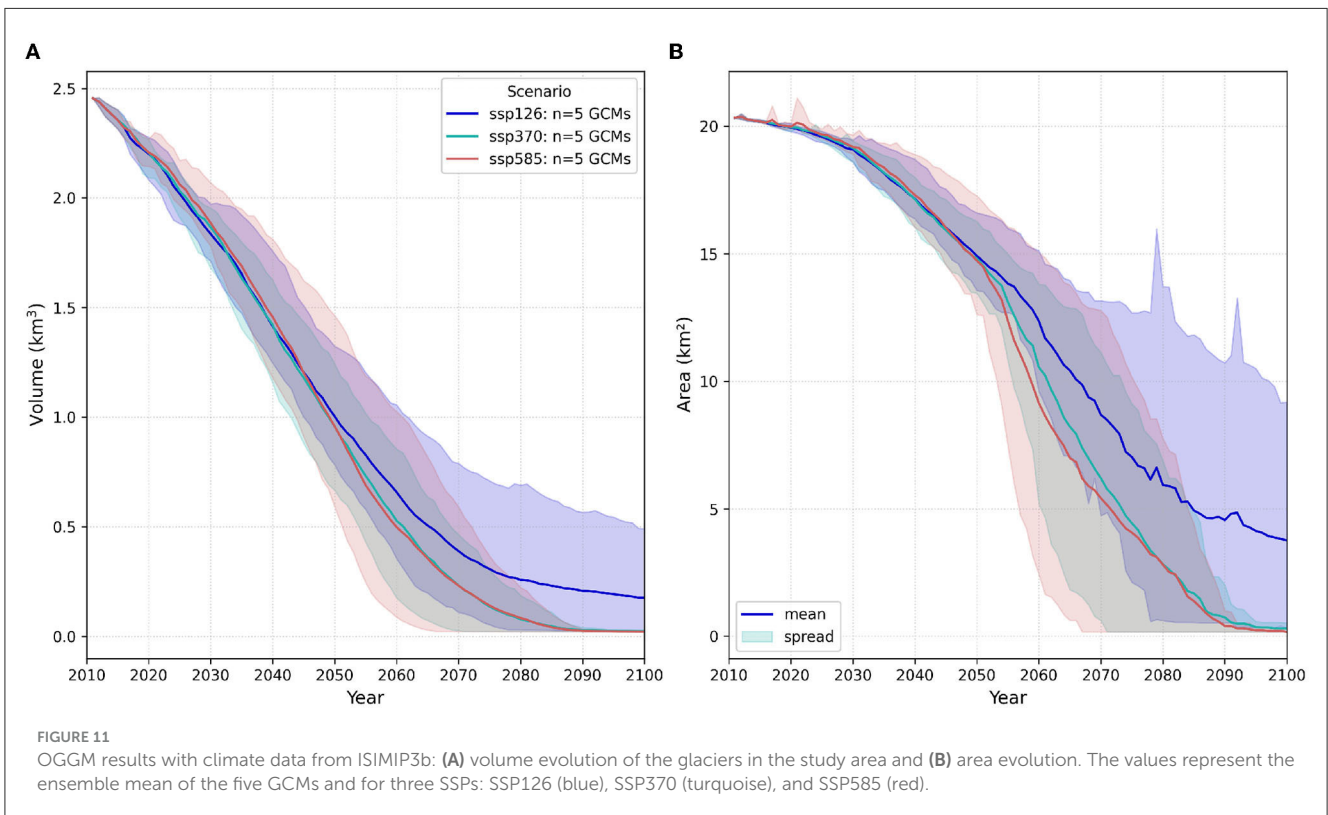 A
B
2.5
2.0
1.5
1.0
0.5
0.0
Volume (km³)
Scenario
ssp126: n=5 GCMs
ssp370: n=5 GCMs
ssp585: n=5 GCMs
2010 2020 2030 2040 2050 2060 2070 2080 2090 2100
Year
20
15
10
5
0
Area (km²)
mean
spread
2010 2020 2030 2040 2050 2060 2070 2080 2090 2100
Year
FIGURE 11
OGGM results with climate data from ISIMIP3b: (A) volume evolution of the glaciers in the study area and (B) area evolution. The values represent the
ensemble mean of the five GCMs and for three SSPs: SSP126 (blue), SSP370 (turquoise), and SSP585 (red).